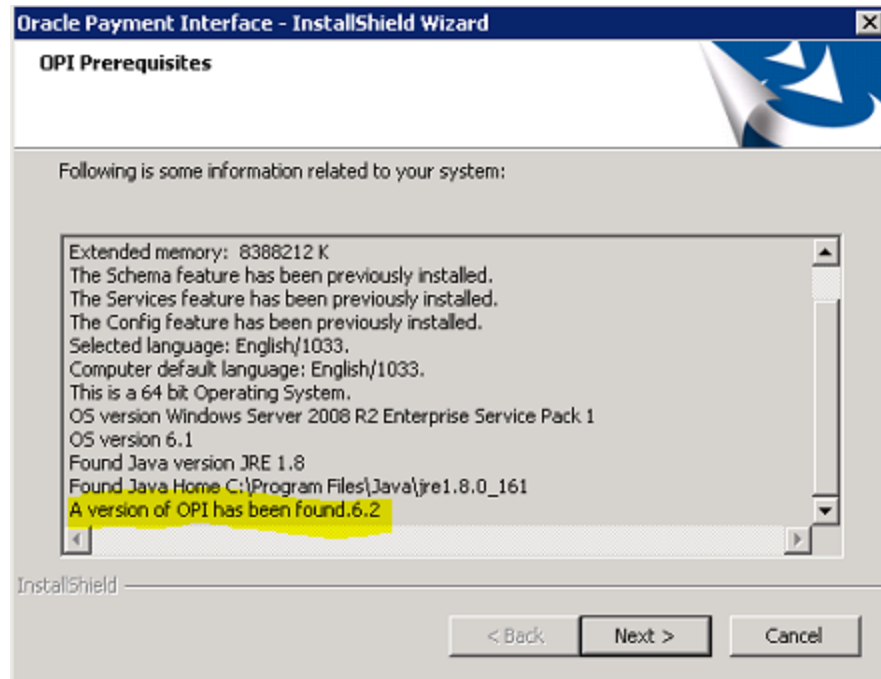 Oracle Payment Interface - InstallShield Wizard
OPI Prerequisites
Following is some information related to your system:
Extended memory:  8388212 K
The Schema feature has been previously installed.
The Services feature has been previously installed.
The Config feature has been previously installed.
Selected language: English/1033.
Computer default language: English/1033.
This is a 64 bit Operating System.
OS version Windows Server 2008 R2 Enterprise Service Pack 1
OS version 6.1
Found Java version JRE 1.8
Found Java Home C:\Program Files\Java\jre1.8.0_161
A version of OPI has been found.6.2
InstallShield
< Back
Next >
Cancel